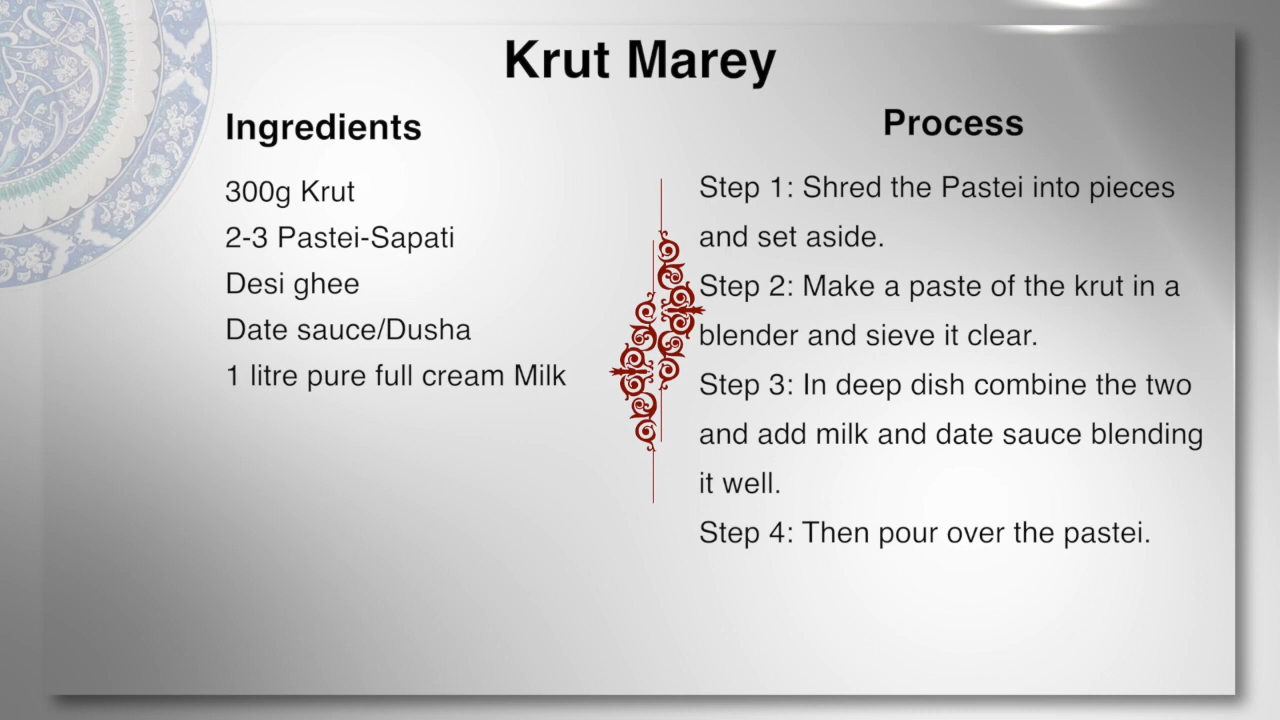 Krut Marey
Ingredients
300g Krut
2-3 Pastei-Sapati
Desi ghee
Date sauce/Dusha
1 litre pure full cream Milk
Process
Step 1: Shred the Pastei into pieces
and set aside.
Step 2: Make a paste of the krut in a
blender and sieve it clear.
Step 3: In deep dish combine the two
and add milk and date sauce blending
it well.
Step 4: Then pour over the pastei.